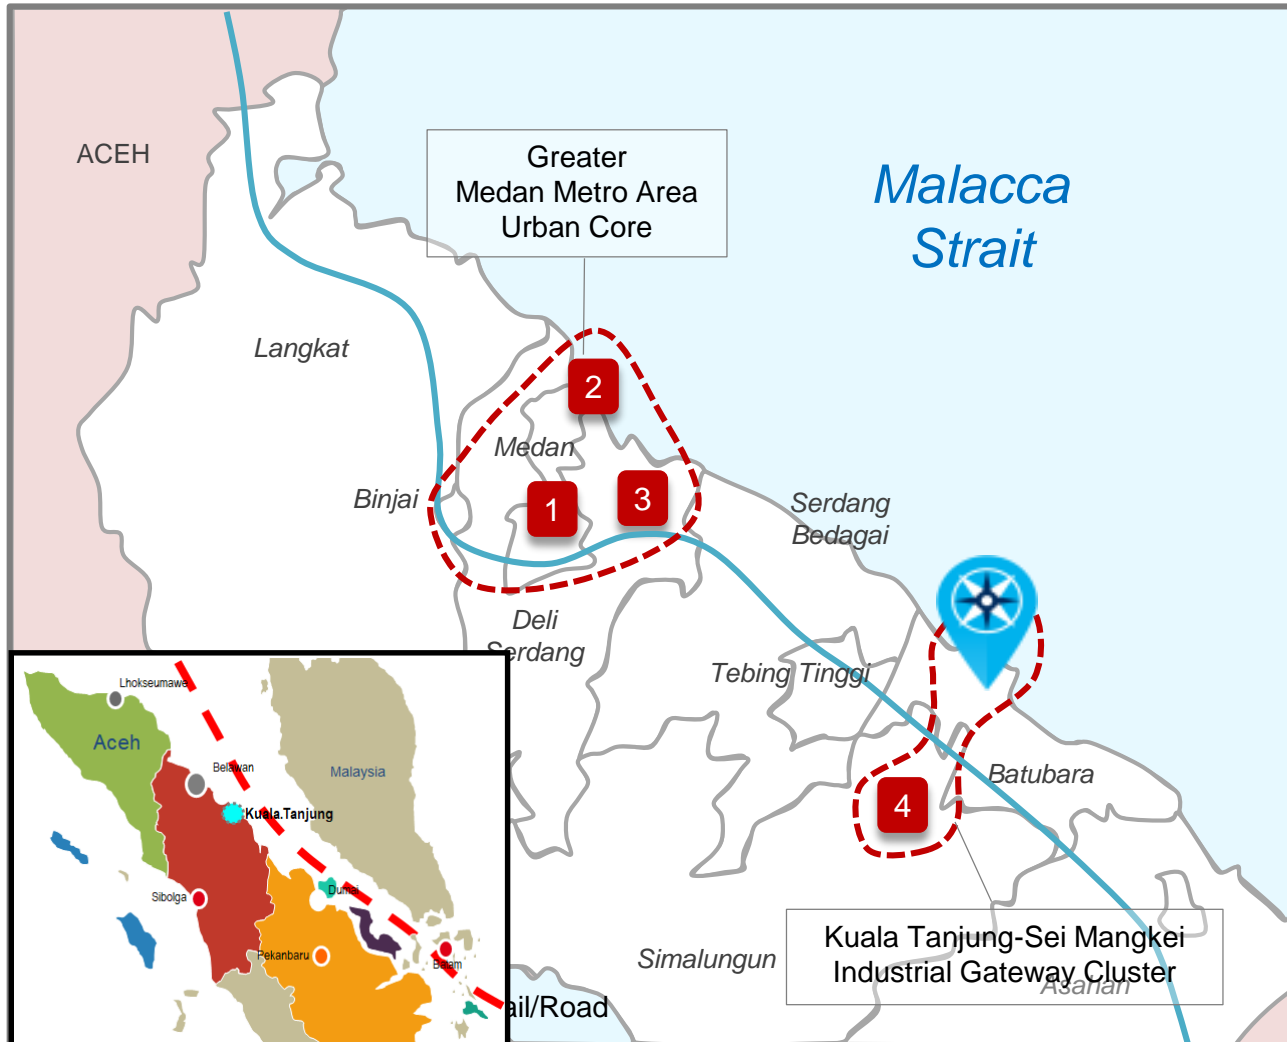 ACEH
Greater
Medan Metro Area
Urban Core
Malacca
Strait
Langkat
2
Medan
Binjai
1
3
Serdang
Bedagai
Deli
Serdang
Tebing Tinggi
Batubara
4
Kuala Tanjung-Sei Mangkei
Industrial Gateway Cluster
Simalungun
Asahan
ail/Road
Lhokseumawe
Aceh
Belawan
Malaysia
Kuala.Tanjung
Sibolga
Dumai
Pekanbaru
Batam